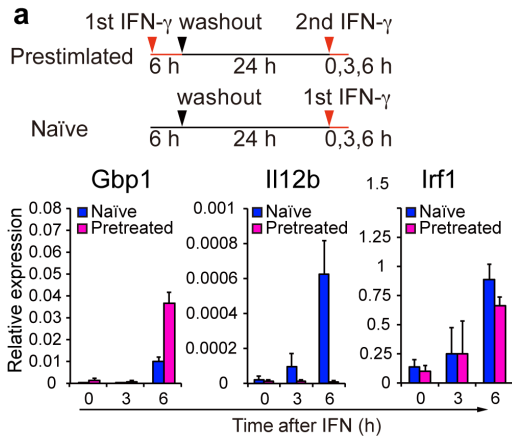 a
1st IFN-γ washout 2nd IFN-γ
Prestimlated
6 h 24 h 0,3,6 h
washout 1st IFN-γ
Naïve
6 h 24 h 0,3,6 h
Gbp1 Il12b 1.5 Irf1
Relative expression
0.08
0.07
0.06
0.05
0.04
0.03
0.02
0.01
0
Naïve
Pretreated
0.001
0.0008
0.0006
0.0004
0.0002
0
Naïve
Pretreated
1.5
1
0.75
0.5
0.25
0
Naïve
Pretreated
0 3 6 0 3 6 0 3 6
Time after IFN (h)